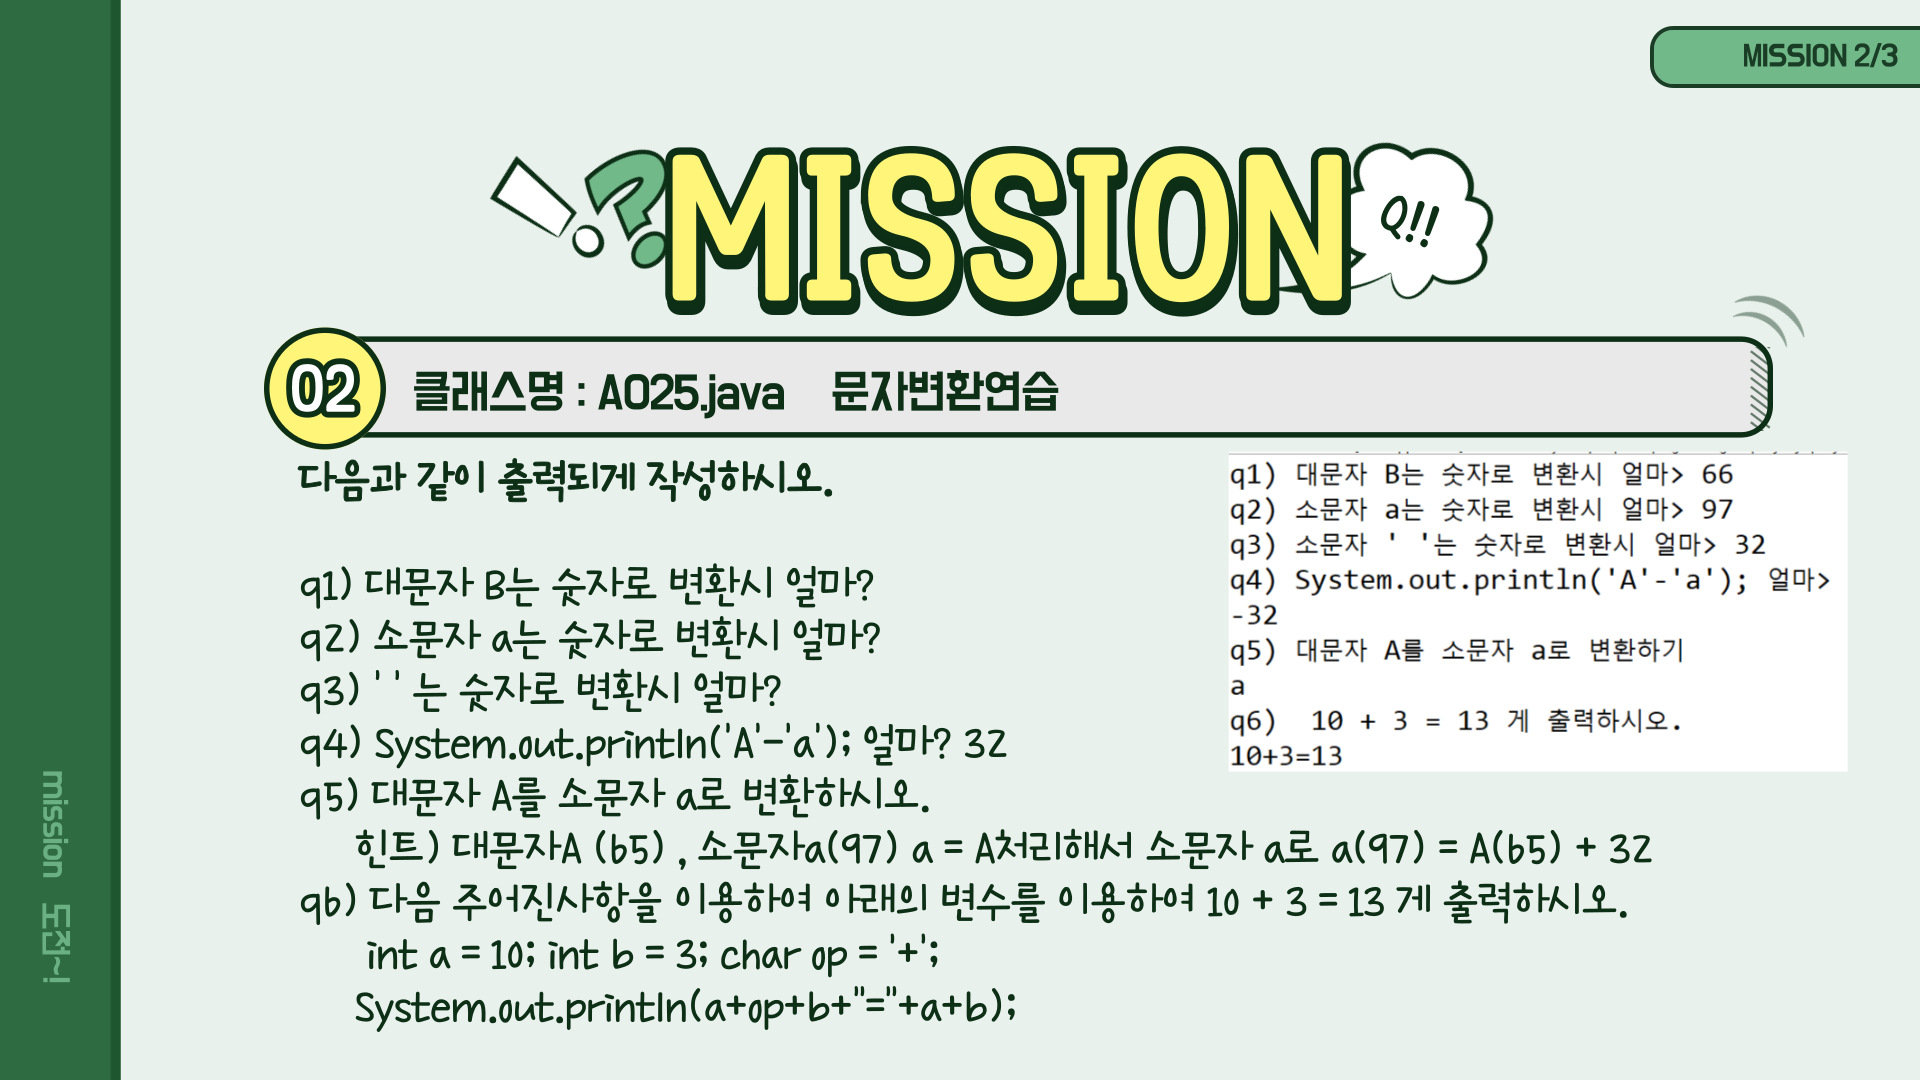 MISSION 2/3
!?MISSION
Q!!
02 클래스명 : A025.java 문자변환연습
다음과 같이 출력되게 작성하시오.
q1) 대문자 B는 숫자로 변환시 얼마?
q2) 소문자 a는 숫자로 변환시 얼마?
q3) ' ' 는 숫자로 변환시 얼마?
q4) System.out.println('A'-'a'); 얼마? 32
q5) 대문자 A를 소문자 a로 변환하시오.
힌트) 대문자A (65) , 소문자a(97) a = A처리해서 소문자 a로 a(97) = A(65) + 32
q6) 다음 주어진사항을 이용하여 아래의 변수를 이용하여 10 + 3 = 13 게 출력하시오.
int a = 10; int b = 3; char op = '+';
System.out.println(a+op+b+"="+a+b);
q1) 대문자 B는 숫자로 변환시 얼마> 66
q2) 소문자 a는 숫자로 변환시 얼마> 97
q3) 소문자 ' '는 숫자로 변환시 얼마> 32
q4) System.out.println('A'-'a'); 얼마>
-32
q5) 대문자 A를 소문자 a로 변환하기
a
q6) 10 + 3 = 13 게 출력하시오.
10+3=13
mission 도전~!